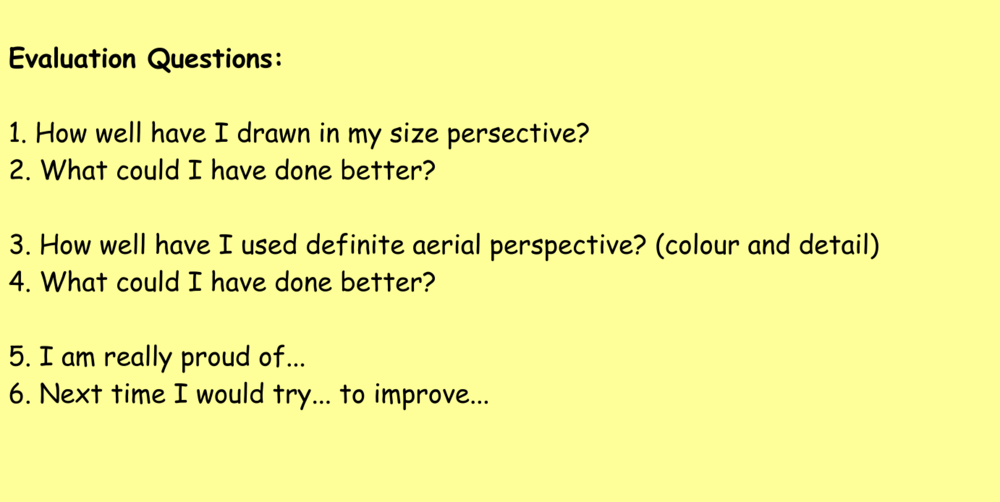 Evaluation Questions:
1. How well have I drawn in my size persective?
2. What could I have done better?
3. How well have I used definite aerial perspective? (colour and detail)
4. What could I have done better?
5. I am really proud of...
6. Next time I would try... to improve...